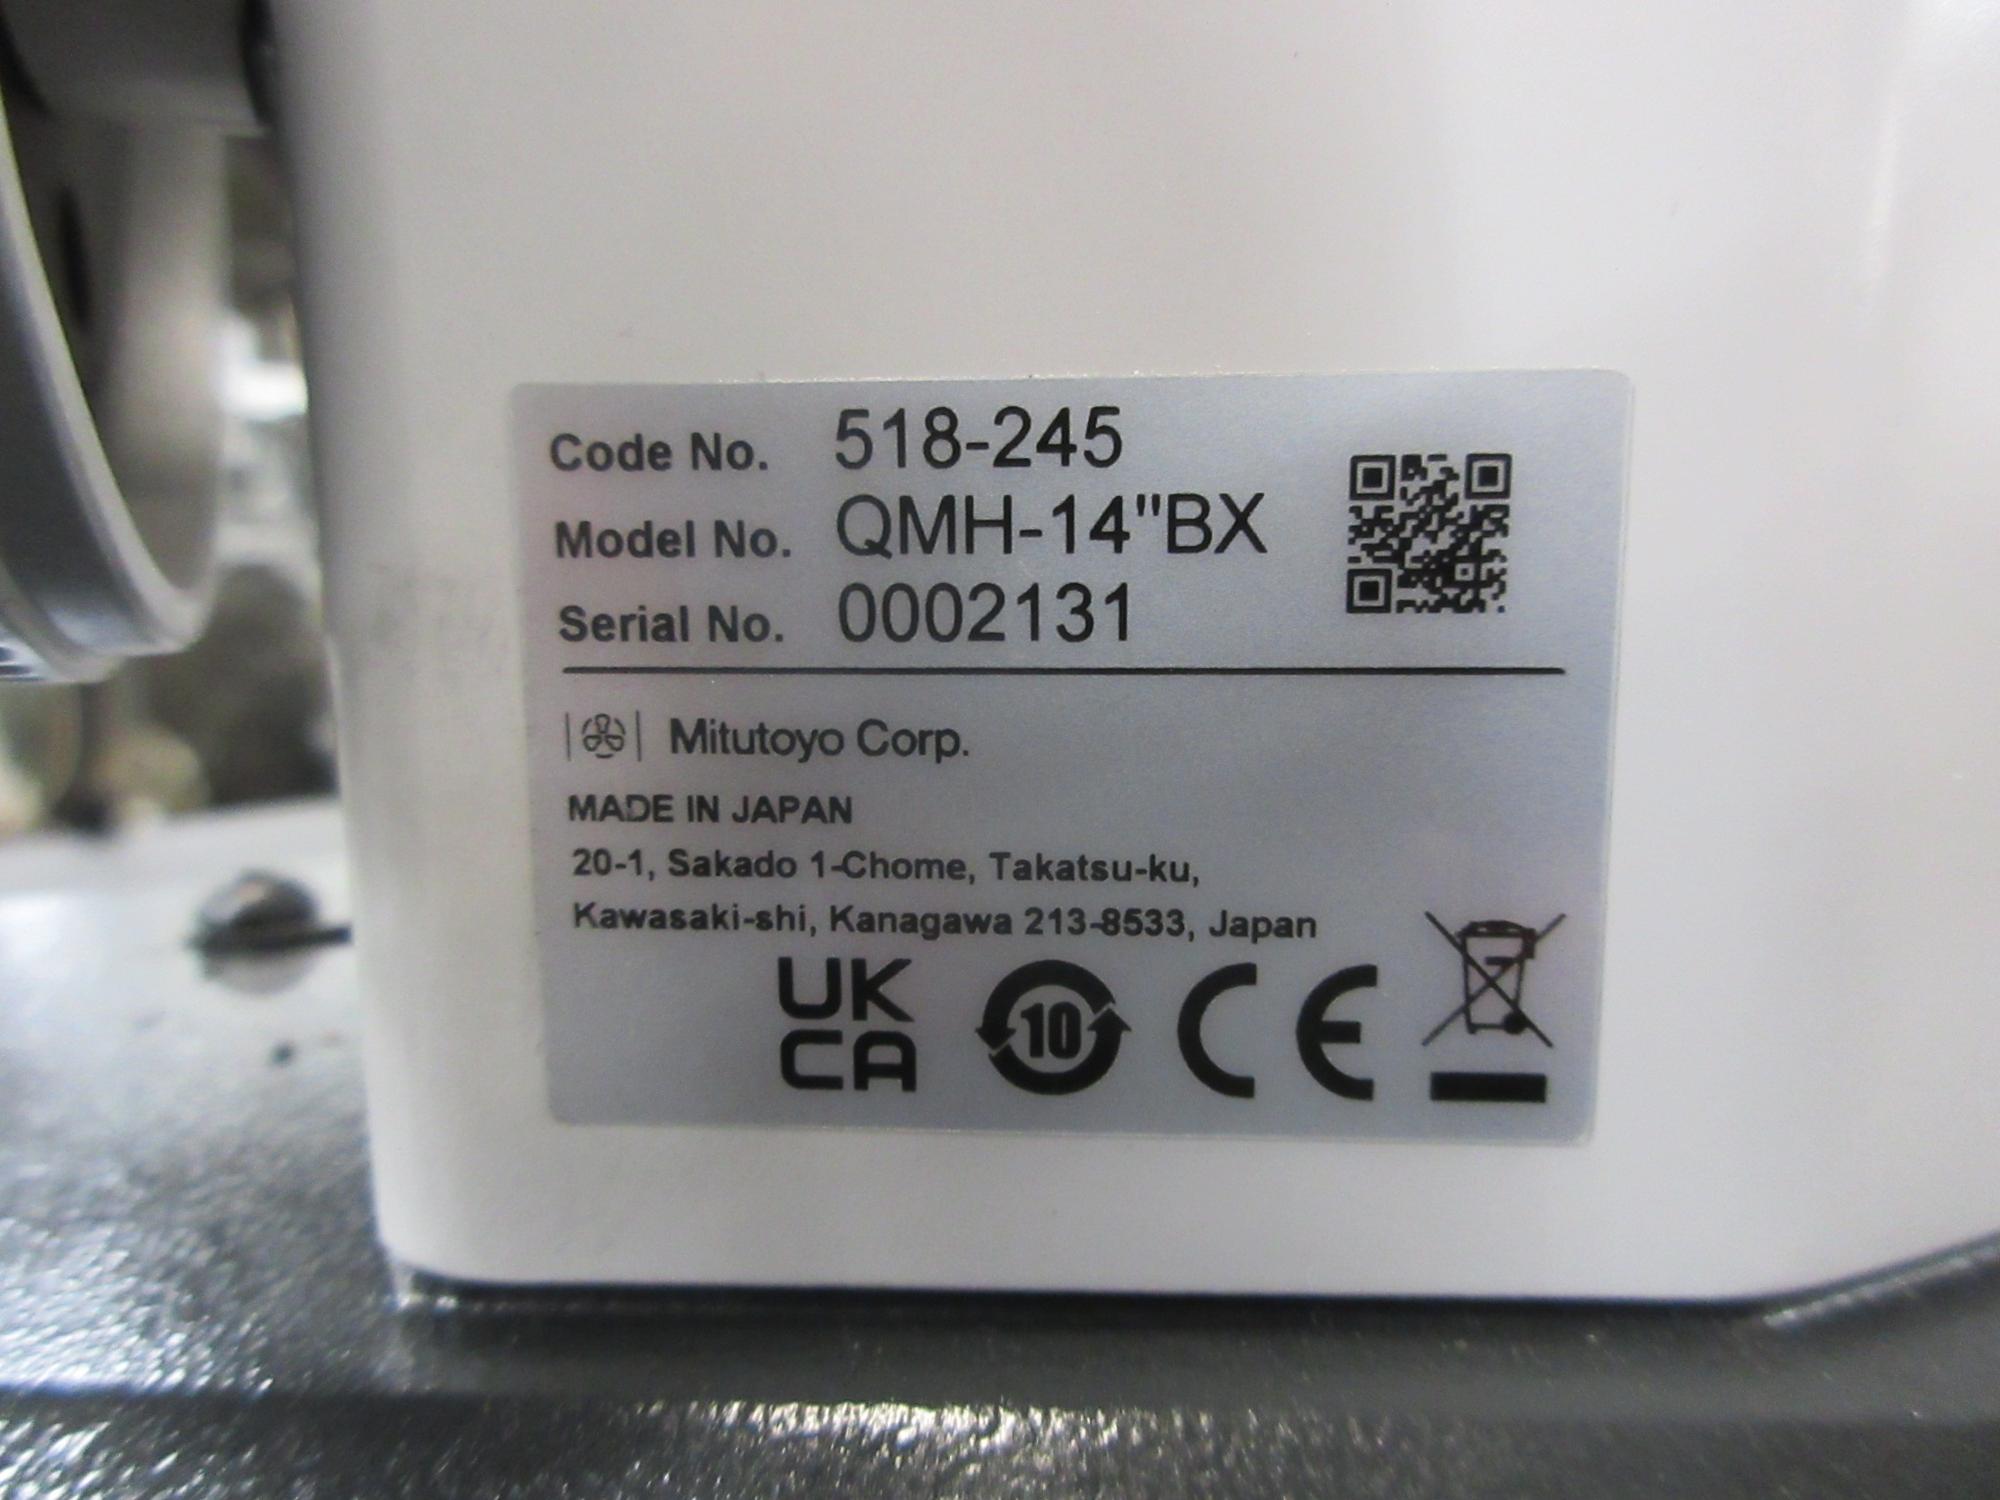 Code No. 518-245
Model No. QMH-14"BX
Serial No. 0002131
Mitutoyo Corp.
MADE IN JAPAN
20-1, Sakado 1-Chome, Takatsu-ku,
Kawasaki-shi, Kanagawa 213-8533, Japan
UK
CA
10
CE